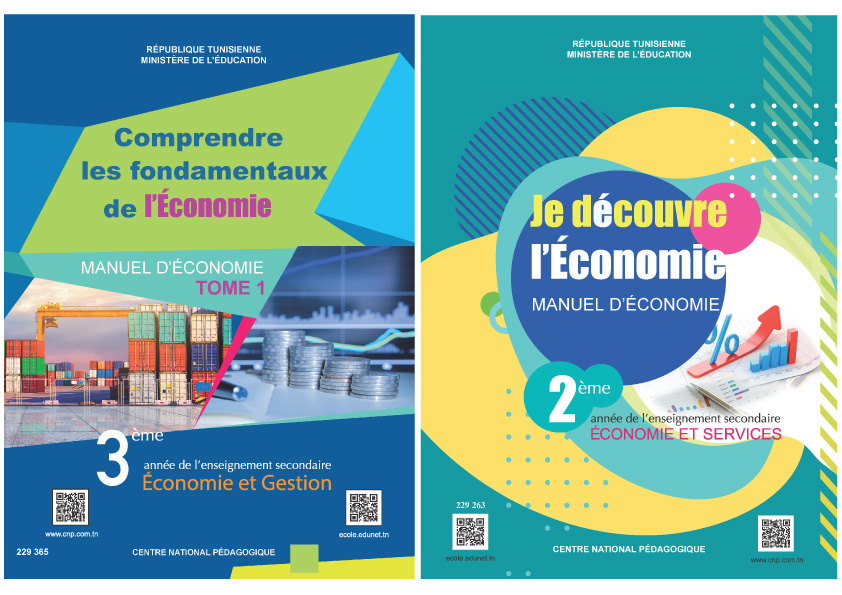 RÉPUBLIQUE TUNISIENNE
MINISTÈRE DE L'ÉDUCATION
Comprendre
les fondamentaux
de l'Économie
MANUEL D'ÉCONOMIE
TOME 1
3ème
année de l'enseignement secondaire
Économie et Gestion
www.cnp.com.tn
ecole.edunet.tn
229 365
CENTRE NATIONAL PÉDAGOGIQUE
RÉPUBLIQUE TUNISIENNE
MINISTÈRE DE L'ÉDUCATION
Je découvre
l'Économie
MANUEL D'ÉCONOMIE
%
2ème
année de l'enseignement secondaire
ÉCONOMIE ET SERVICES
229 263
ecole.edunet.tn
CENTRE NATIONAL PÉDAGOGIQUE
www.cnp.com.tn